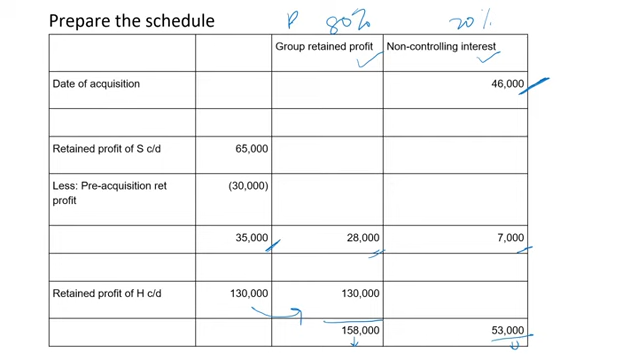 Prepare the schedule
P 80% 20%
Group retained profit Non-controlling interest
Date of acquisition 46,000
Retained profit of S c/d 65,000
Less: Pre-acquisition ret (30,000)
profit
35,000 28,000 7,000
Retained profit of H c/d 130,000 130,000
158,000 53,000